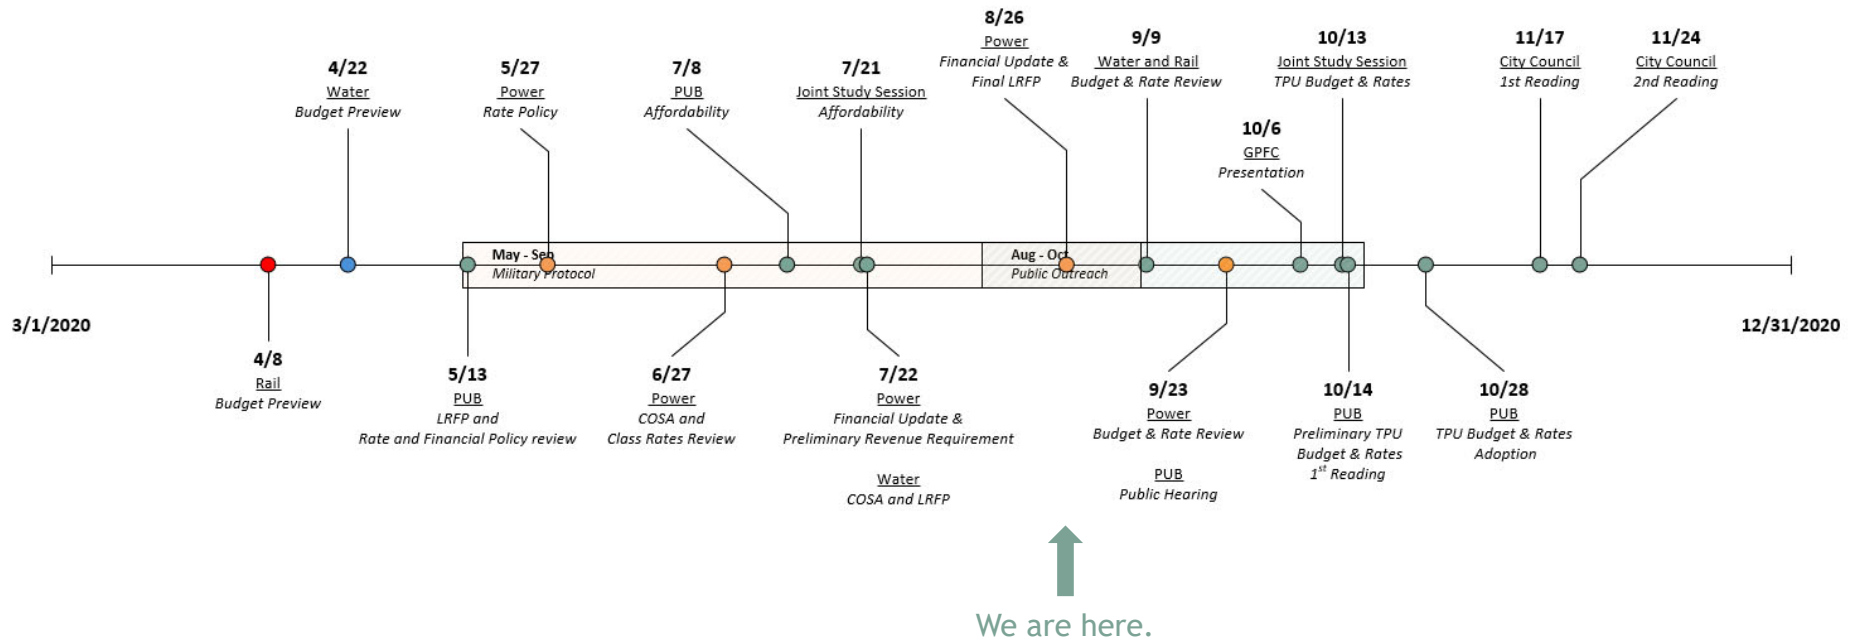 8/26
Power
Financial Update &
Final LRFP
9/9
Water and Rail
Budget & Rate Review
10/13
Joint Study Session
TPU Budget & Rates
11/17
City Council
1st Reading
11/24
City Council
2nd Reading
4/22
Water
Budget Preview
5/27
Power
Rate Policy
7/8
PUB
Affordability
7/21
Joint Study Session
Affordability
10/6
GPFC
Presentation
May - Sep
Military Protocol
Aug - Oct
Public Outreach
3/1/2020
12/31/2020
4/8
Rail
Budget Preview
5/13
PUB
LRFP and
Rate and Financial Policy review
6/27
Power
COSA and
Class Rates Review
7/22
Power
Financial Update &
Preliminary Revenue Requirement
Water
COSA and LRFP
9/23
Power
Budget & Rate Review
PUB
Public Hearing
10/14
PUB
Preliminary TPU
Budget & Rates
1st Reading
10/28
PUB
TPU Budget & Rates
Adoption
We are here.